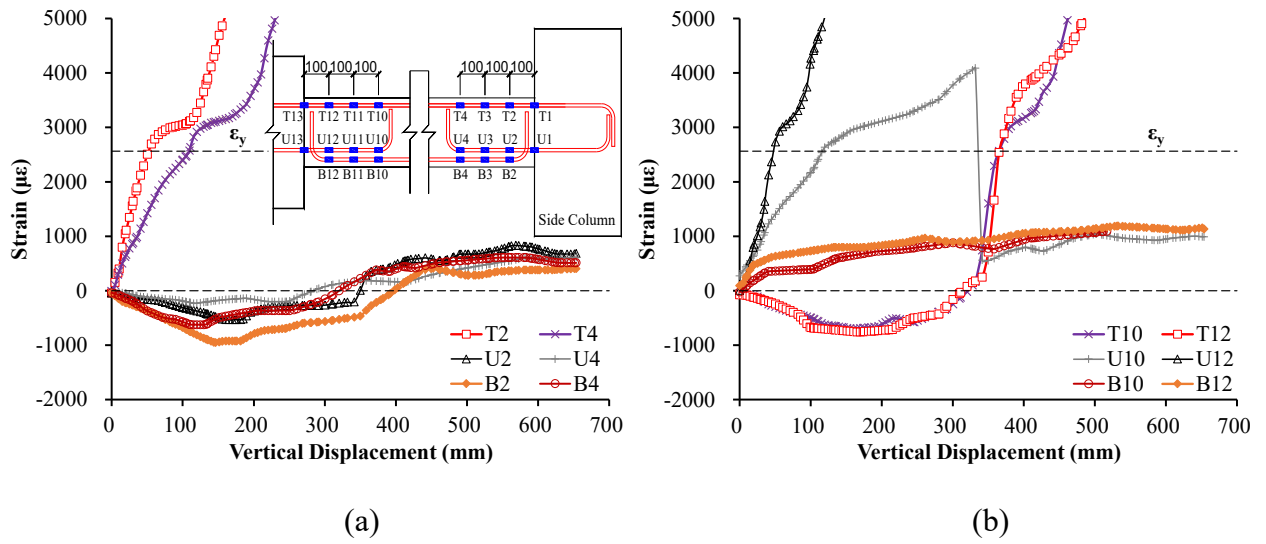 5000
4000
3000
2000
1000
0
-1000
-2000
Strain (με)
εy
100 100 100
100 100 100
T13 T12 T11 T10
T4 T3 T2 T1
U13 U12 U11 U10
U4 U3 U2 U1
B12 B11 B10
B4 B3 B2
Side Column
T2 T4
U2 U4
B2 B4
0 100 200 300 400 500 600 700
Vertical Displacement (mm)
(a)
5000
4000
3000
2000
1000
0
-1000
-2000
Strain (με)
εy
T10 T12
U10 U12
B10 B12
0 100 200 300 400 500 600 700
Vertical Displacement (mm)
(b)